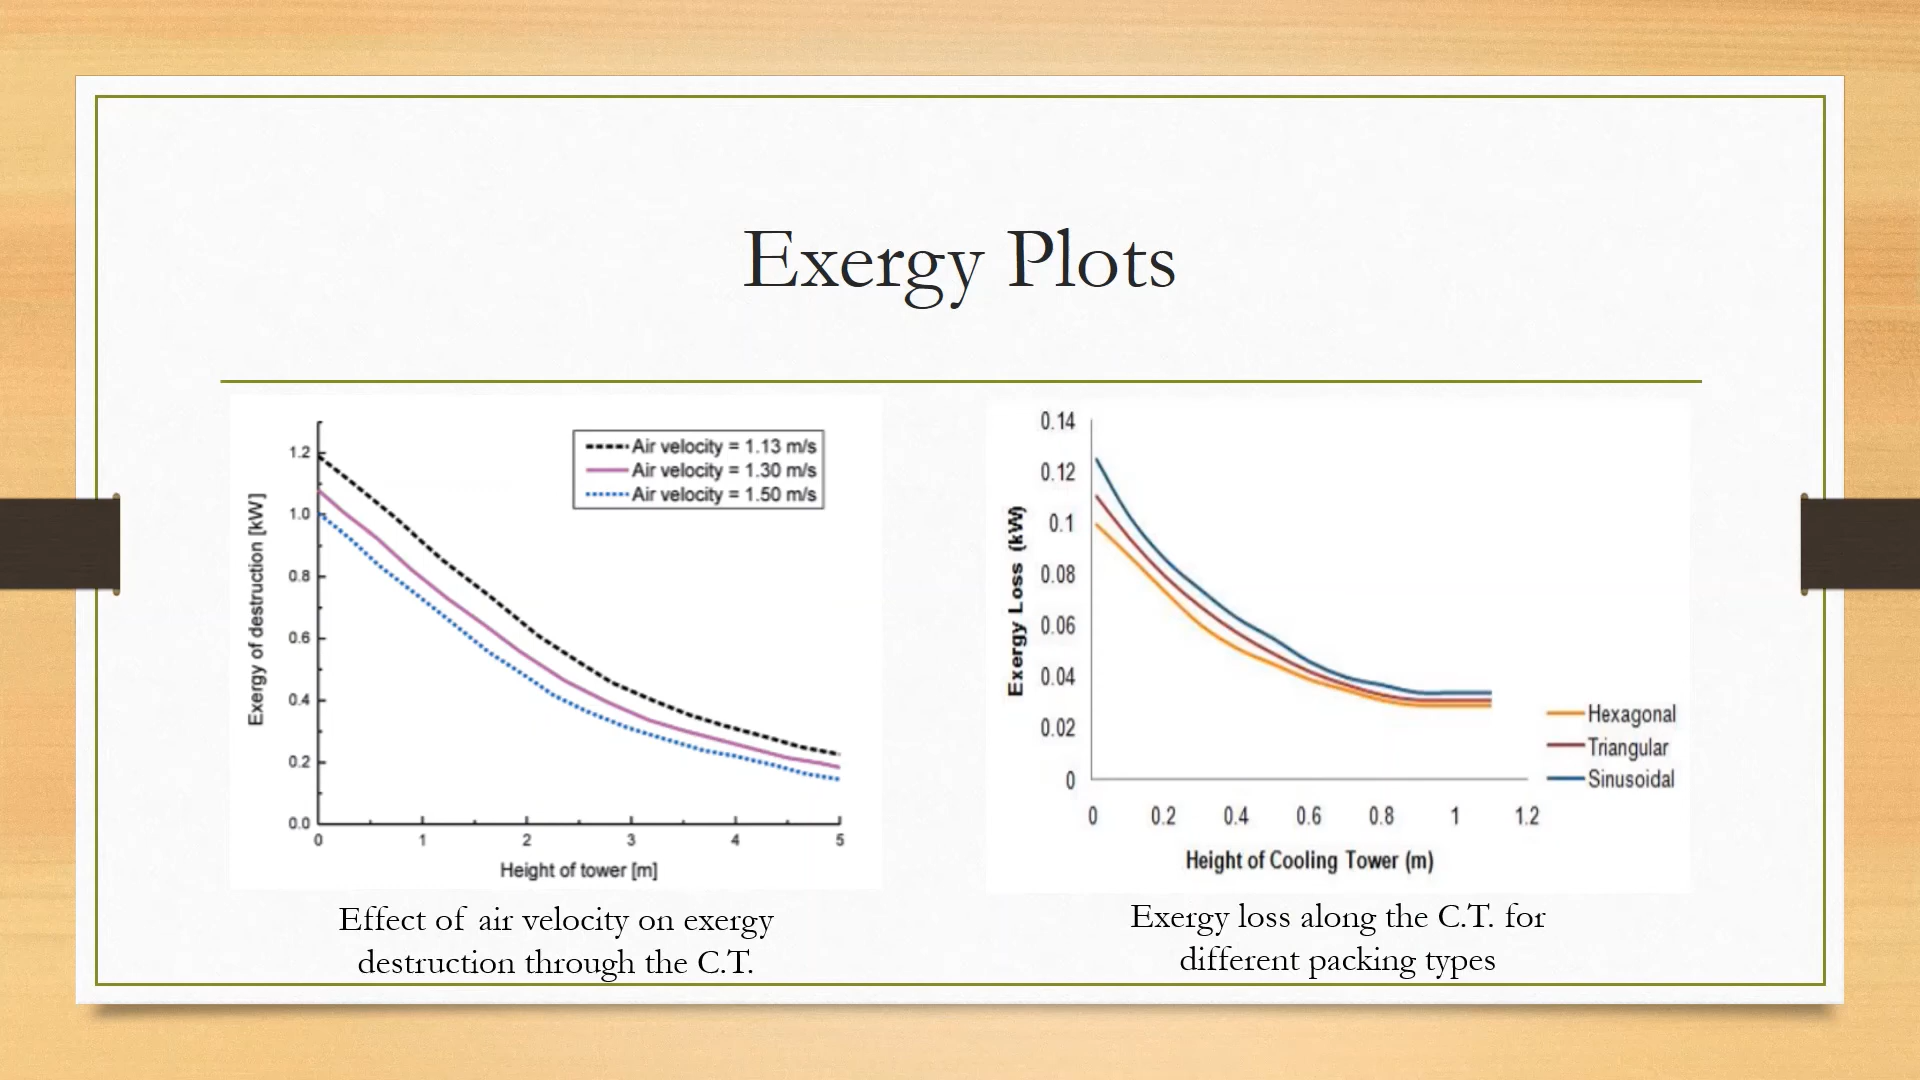 Exergy Plots
1.2
1.0
0.8
0.6
0.4
0.2
0.0
Exergy of destruction [kW]
Air velocity = 1.13 m/s
Air velocity = 1.30 m/s
Air velocity = 1.50 m/s
0 1 2 3 4 5
Height of tower [m]
Effect of air velocity on exergy
destruction through the C.T.
0.14
0.12
0.1
0.08
0.06
0.04
0.02
0
Exergy Loss (kW)
Hexagonal
Triangular
Sinusoidal
0 0.2 0.4 0.6 0.8 1 1.2
Height of Cooling Tower (m)
Exergy loss along the C.T. for
different packing types